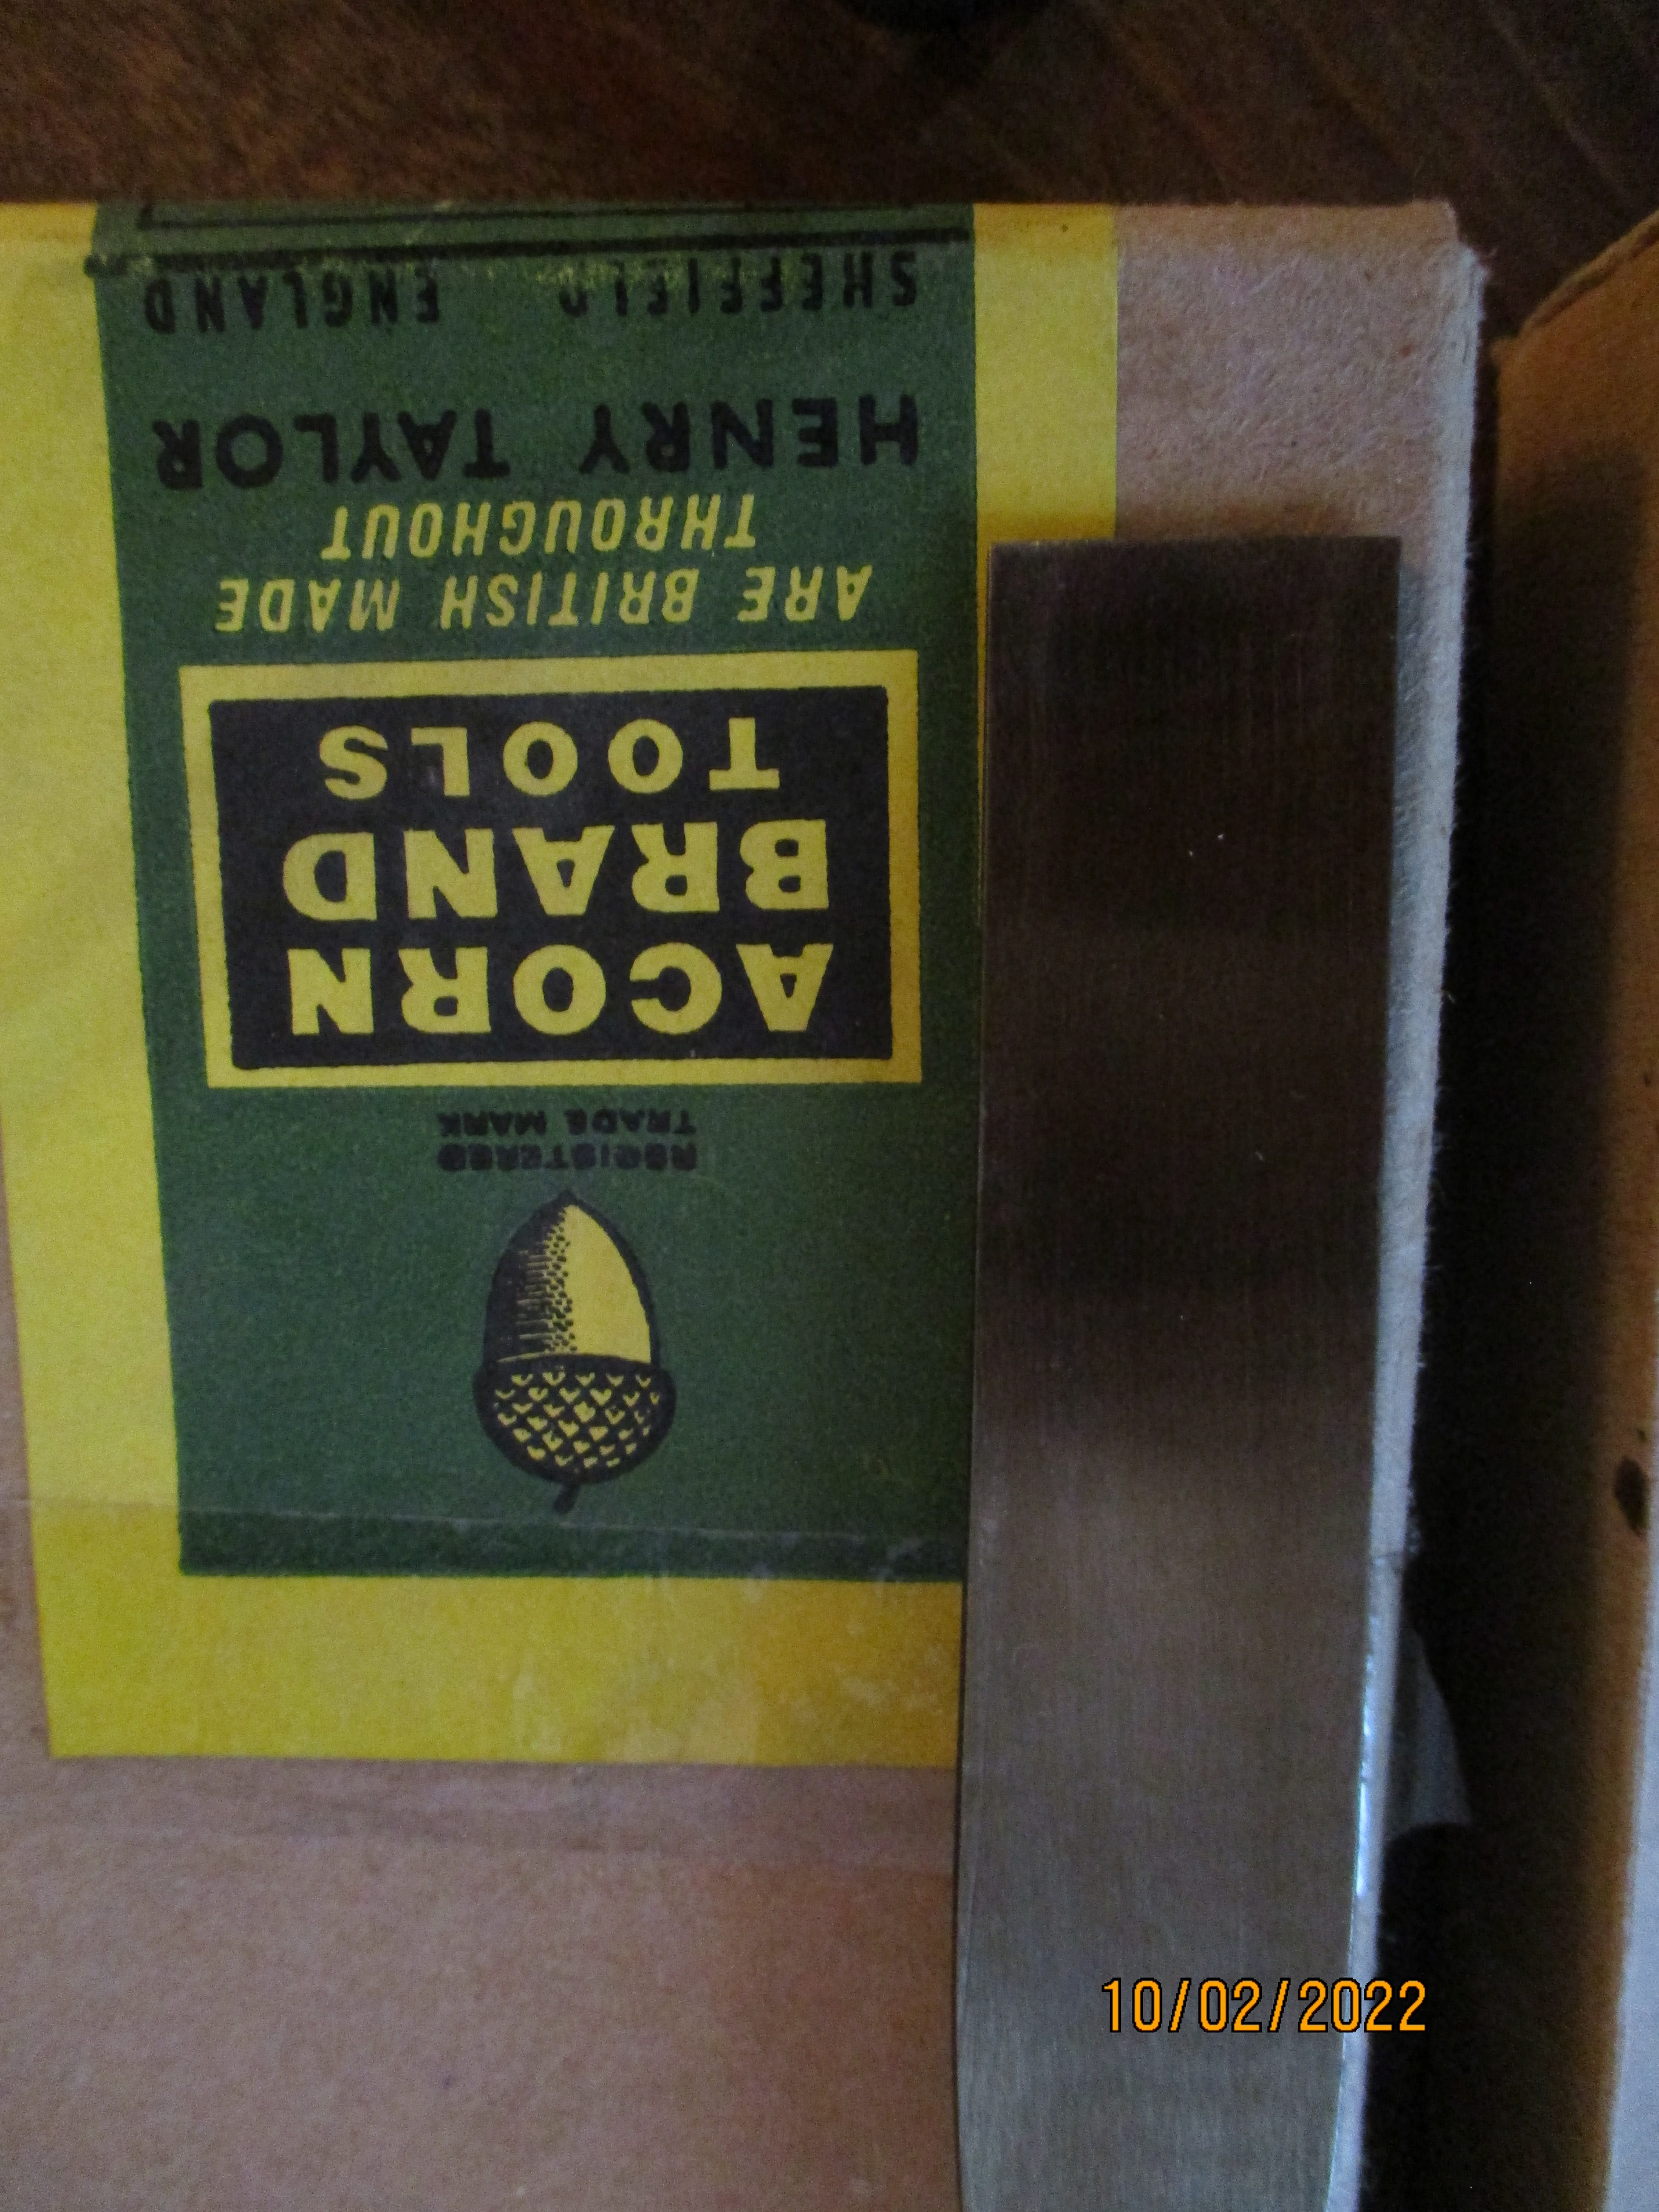 REGISTERED
TRADE MARK
ACORN
BRAND
TOOLS
ARE BRITISH MADE
THROUGHOUT
HENRY TAYLOR
SHEFFIELD ENGLAND
10/02/2022